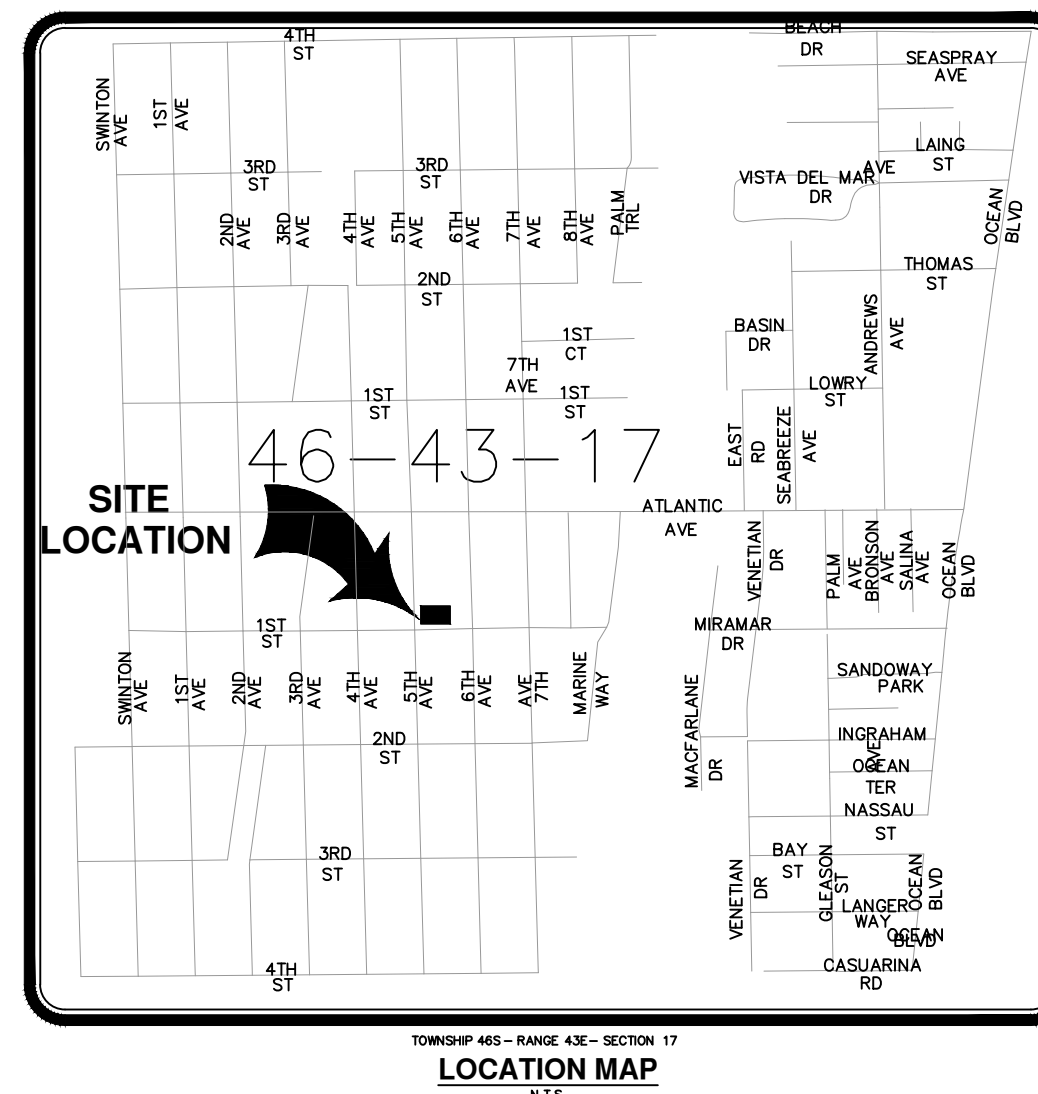 4TH
ST
BEACH
DR
SEASPRAY
AVE
SWINTON
AVE
1ST
AVE
LAING
ST
3RD
ST
3RD
ST
VISTA DEL MAR
DR
AVE
2ND
AVE
3RD
AVE
4TH
AVE
5TH
AVE
6TH
AVE
7TH
AVE
8TH
AVE
PALM
TRL
OCEAN
BLVD
THOMAS
ST
2ND
ST
ANDREWS
AVE
BASIN
DR
1ST
CT
7TH
AVE
LOWRY
ST
1ST
ST
1ST
ST
EAST
RD
SEABREEZE
AVE
46-43-17
SITE
LOCATION
ATLANTIC
AVE
VENETIAN
DR
PALM
AVE
BRONSON
AVE
SALINA
AVE
OCEAN
BLVD
1ST
ST
MIRAMAR
DR
SWINTON
AVE
1ST
AVE
2ND
AVE
3RD
AVE
4TH
AVE
5TH
AVE
6TH
AVE
AVE
7TH
MARINE
WAY
SANDOWAY
PARK
MACFARLANE
DR
2ND
ST
INGRAHAM
AVE
OCEAN
TER
NASSAU
ST
3RD
ST
BAY
ST
VENETIAN
DR
GLEASON
ST
OCEAN
BLVD
LANGER
WAY
OCEAN
BLVD
4TH
ST
CASUARINA
RD
TOWNSHIP 46S - RANGE 43E - SECTION 17
LOCATION MAP
N.T.S.